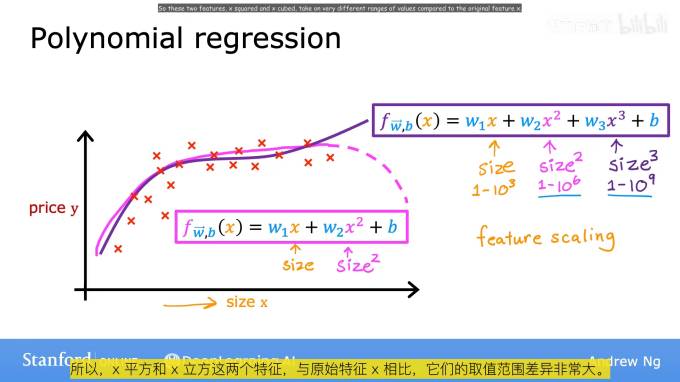 So these two features, x squared and x cubed, take on very different ranges of values compared to the original feature x.
bilibili
Polynomial regression
f_{w⃗,b}(x) = w₁x + w₂x² + w₃x³ + b
size size² size³
1-10³ 1-10⁶ 1-10⁹
feature scaling
price y
f_{w⃗,b}(x) = w₁x + w₂x² + b
size size²
size x
Stanford
Andrew Ng
所以，x 平方和 x 立方这两个特征，与原始特征 x 相比，它们的取值范围差异非常大。